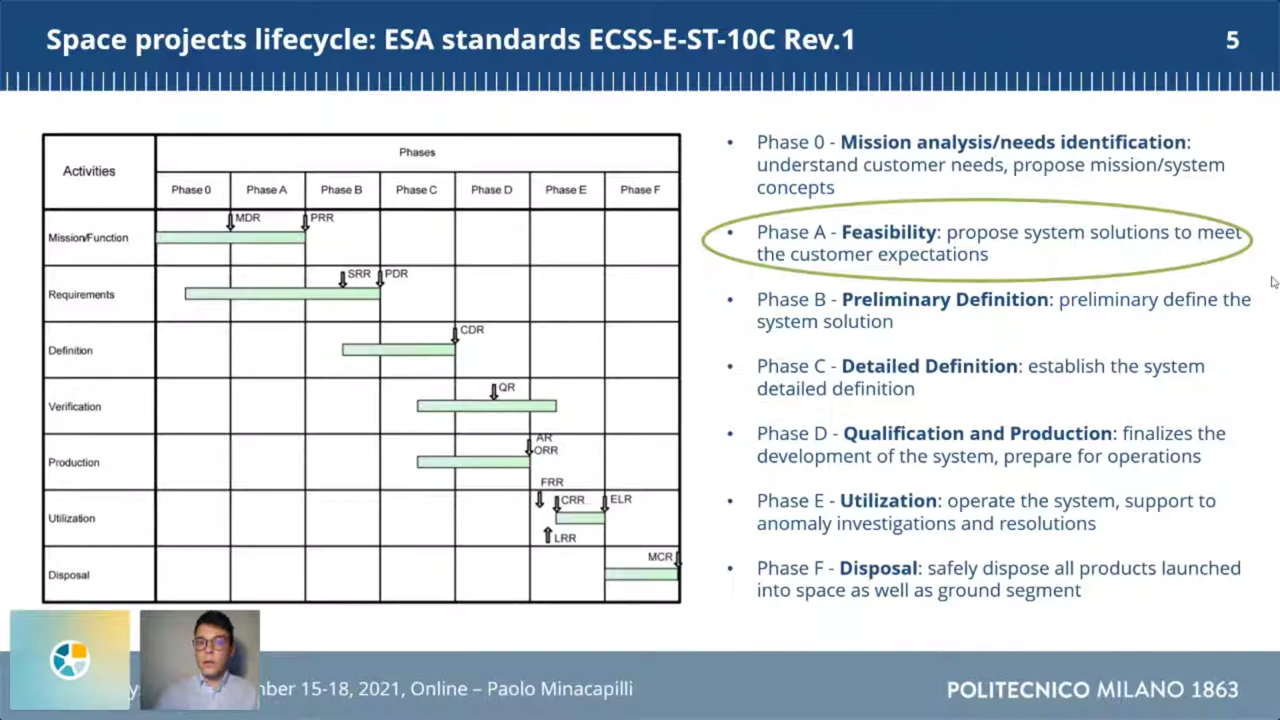 Space projects lifecycle: ESA standards ECSS-E-ST-10C Rev.1
5
Activities
Phases
Phase 0
Phase A
Phase B
Phase C
Phase D
Phase E
Phase F
Mission/Function
MDR
PRR
Requirements
SRR
PDR
Definition
CDR
Verification
QR
Production
AR
ORR
Utilization
FRR
CRR
ELR
LRR
Disposal
MCR
• Phase 0 - Mission analysis/needs identification:
understand customer needs, propose mission/system
concepts
• Phase A - Feasibility: propose system solutions to meet
the customer expectations
• Phase B - Preliminary Definition: preliminary define the
system solution
• Phase C - Detailed Definition: establish the system
detailed definition
• Phase D - Qualification and Production: finalizes the
development of the system, prepare for operations
• Phase E - Utilization: operate the system, support to
anomaly investigations and resolutions
• Phase F - Disposal: safely dispose all products launched
into space as well as ground segment
15-18, 2021, Online – Paolo Minacapilli
POLITECNICO MILANO 1863